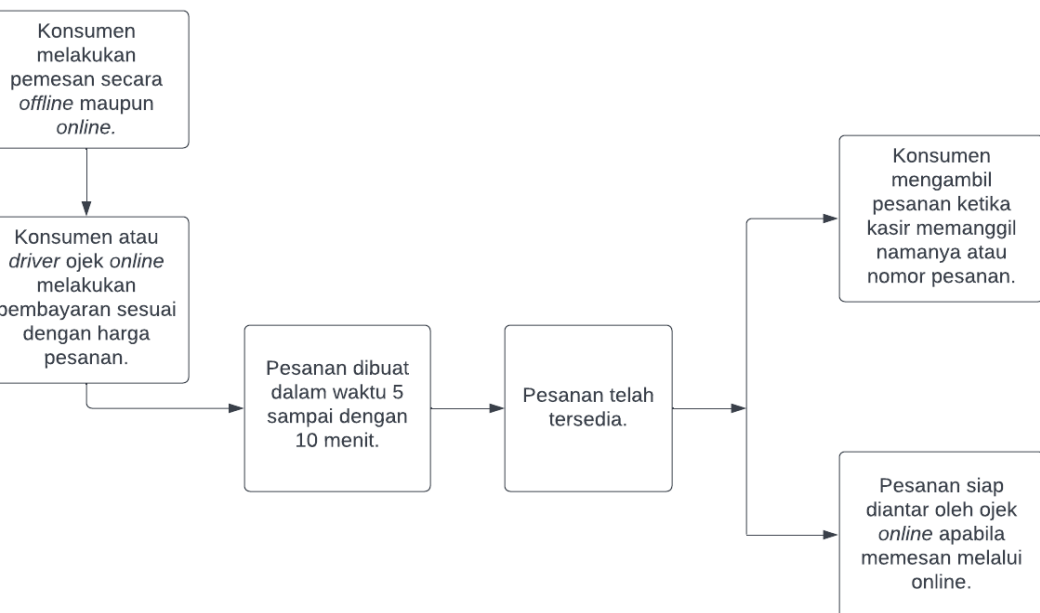 Konsumen
melakukan
pemesan secara
offline maupun
online.
Konsumen atau
driver ojek online
melakukan
pembayaran sesuai
dengan harga
pesanan.
Pesanan dibuat
dalam waktu 5
sampai dengan
10 menit.
Pesanan telah
tersedia.
Konsumen
mengambil
pesanan ketika
kasir memanggil
namanya atau
nomor pesanan.
Pesanan siap
diantar oleh ojek
online apabila
memesan melalui
online.